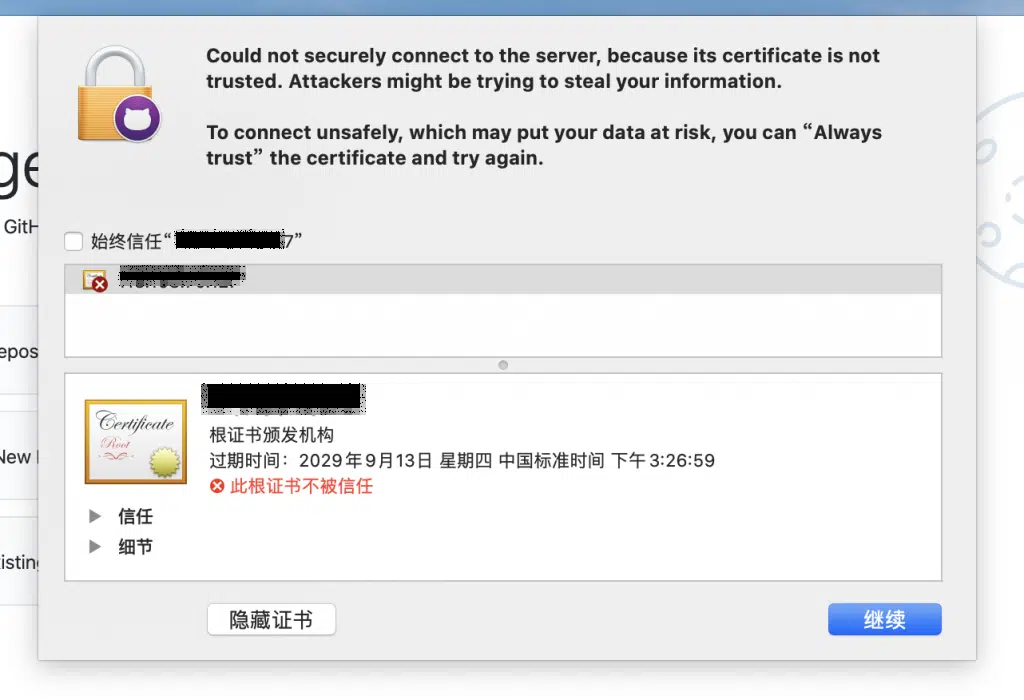 Could not securely connect to the server, because its certificate is not
trusted. Attackers might be trying to steal your information.
To connect unsafely, which may put your data at risk, you can “Always
trust” the certificate and try again.
ge
GitH
始终信任“ 7”
epos
Certificate
Root
根证书颁发机构
过期时间：2029年9月13日 星期四 中国标准时间 下午3:26:59
此根证书不被信任
New
信任
细节
isting
隐藏证书
继续